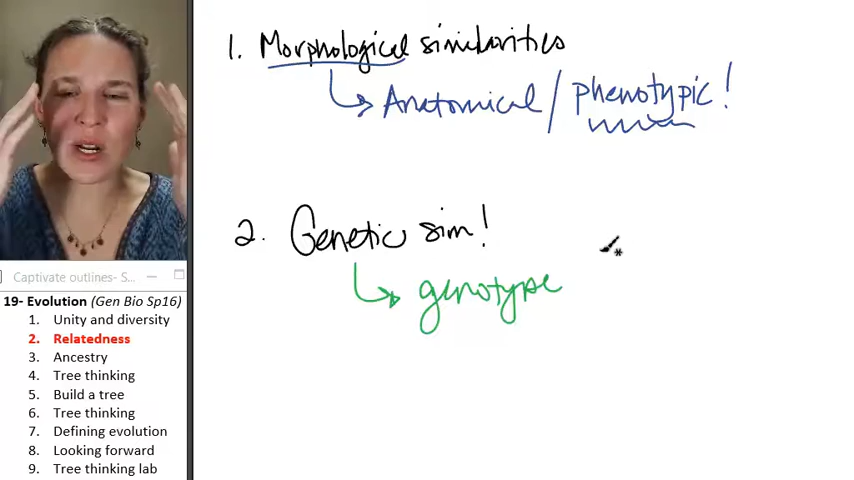 1. Morphological similarities
Anatomical / phenotypic!
2. Genetic sim!
genotype
Captivate outlines- S...
19- Evolution (Gen Bio Sp16)
1. Unity and diversity
2. Relatedness
3. Ancestry
4. Tree thinking
5. Build a tree
6. Tree thinking
7. Defining evolution
8. Looking forward
9. Tree thinking lab